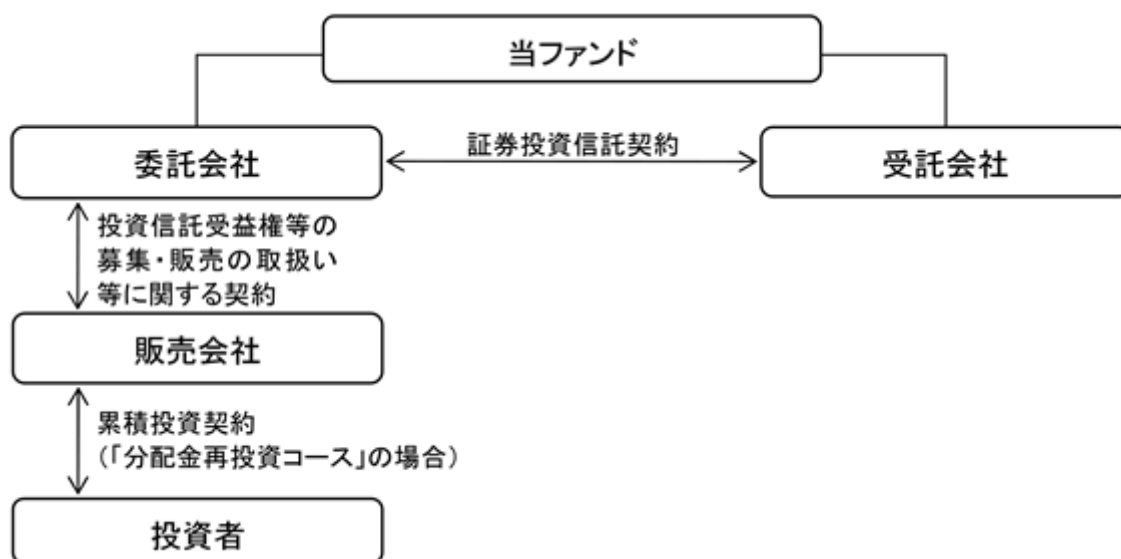 当ファンド
委託会社
証券投資信託契約
受託会社
投資信託受益権等の
募集・販売の取扱い
等に関する契約
販売会社
累積投資契約
(「分配金再投資コース」の場合)
投資者